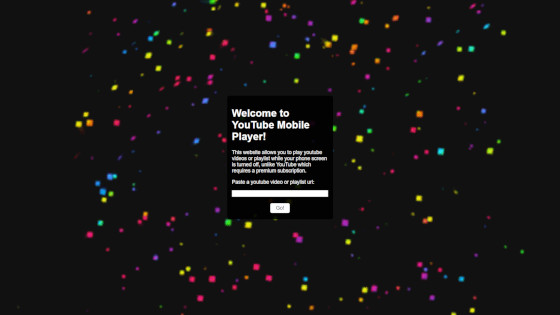 Welcome to
YouTube Mobile
Player!
This website allows you to play youtube
videos or playlist while your phone screen
is turned off, unlike YouTube which
requires a premium subscription.
Paste a youtube video or playlist url:
Go!